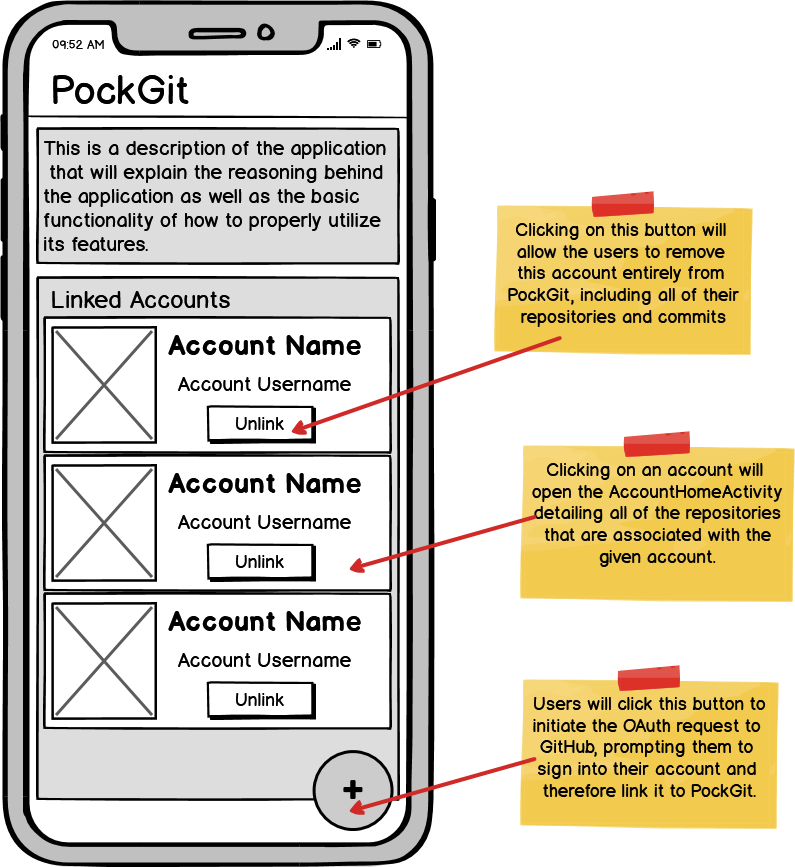 09:52 AM
PockGit
This is a description of the application
that will explain the reasoning behind
the application as well as the basic
functionality of how to properly utilize
its features.
Linked Accounts
Account Name
Account Username
Unlink
Account Name
Account Username
Unlink
Account Name
Account Username
Unlink
+
Clicking on this button will
allow the users to remove
this account entirely from
PockGit, including all of their
repositories and commits
Clicking on an account will
open the AccountHomeActivity
detailing all of the repositories
that are associated with the
given account.
Users will click this button to
initiate the OAuth request to
GitHub, prompting them to
sign into their account and
therefore link it to PockGit.